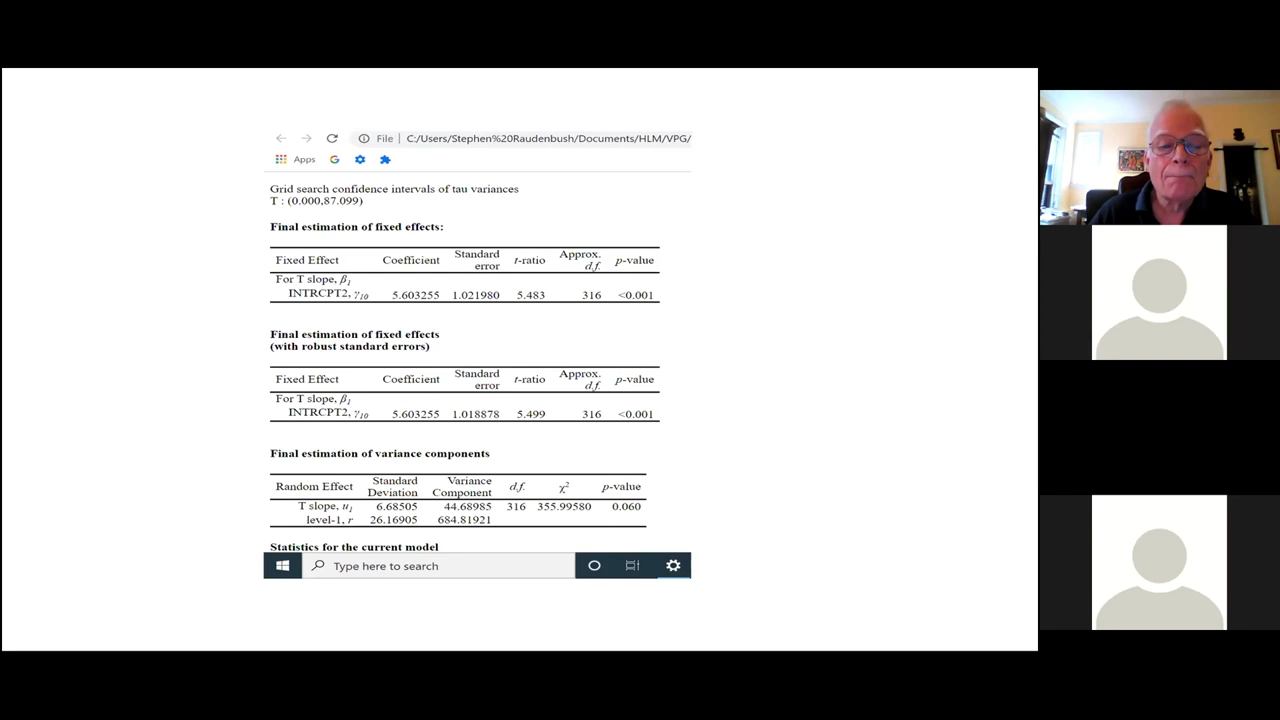 File | C:/Users/Stephen%20Raudenbush/Documents/HLM/VPG/
Apps
Grid search confidence intervals of tau variances
T : (0.000,87.099)
Final estimation of fixed effects:
Fixed Effect Coefficient Standard error t-ratio Approx. d.f. p-value
For T slope, β1
INTRCPT2, γ10 5.603255 1.021980 5.483 316 <0.001
Final estimation of fixed effects
(with robust standard errors)
Fixed Effect Coefficient Standard error t-ratio Approx. d.f. p-value
For T slope, β1
INTRCPT2, γ10 5.603255 1.018878 5.499 316 <0.001
Final estimation of variance components
Random Effect Standard Deviation Variance Component d.f. χ2 p-value
T slope, u1 6.68505 44.68985 316 355.99580 0.060
level-1, r 26.16905 684.81921
Statistics for the current model
Type here to search